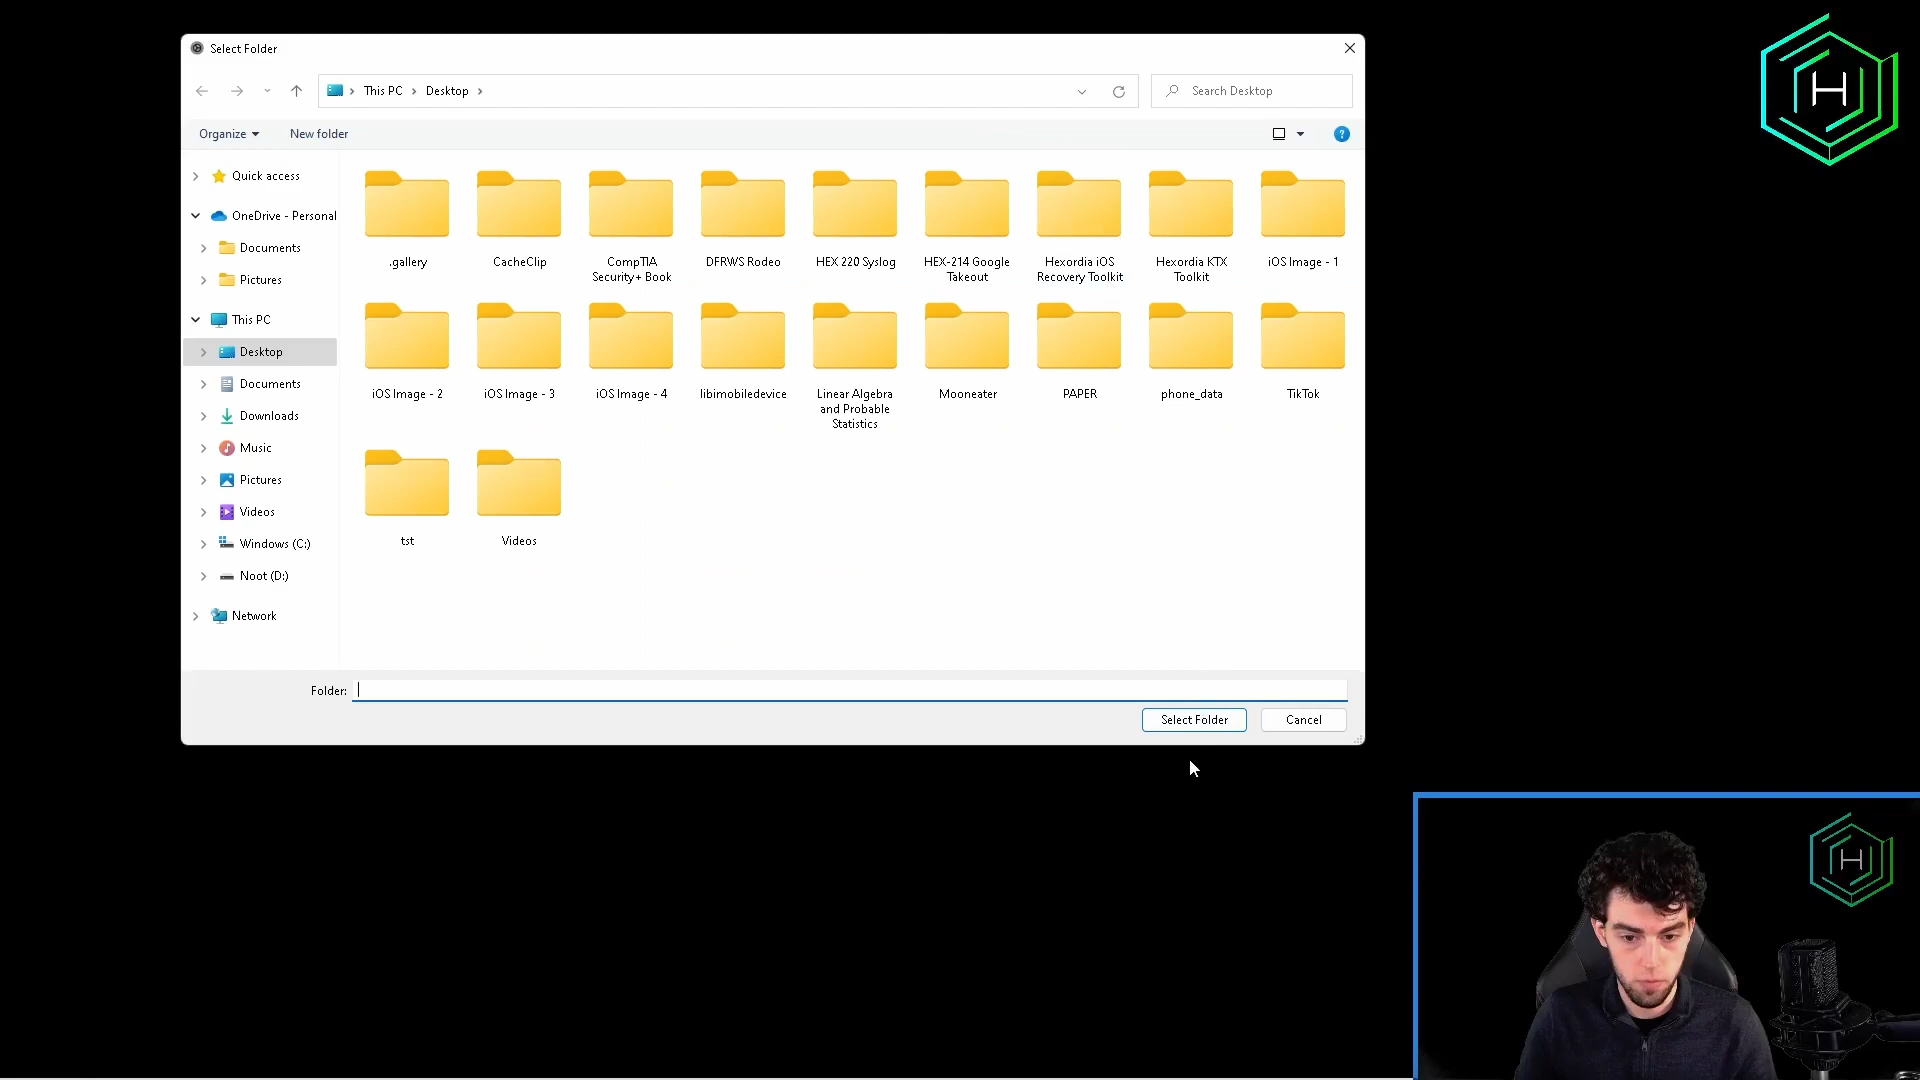 Select Folder
This PC
Desktop
Search Desktop
Organize
New folder
Quick access
OneDrive - Personal
Documents
Pictures
This PC
Desktop
Documents
Downloads
Music
Pictures
Videos
Windows (C:)
Noot (D:)
Network
.gallery
CacheClip
CompTIA
Security+ Book
DFRWS Rodeo
HEX 220 Syslog
HEX-214 Google
Takeout
Hexordia iOS
Recovery Toolkit
Hexordia KTX
Toolkit
iOS Image - 1
iOS Image - 2
iOS Image - 3
iOS Image - 4
libimobiledevice
Linear Algebra
and Probable
Statistics
Mooneater
PAPER
phone_data
TikTok
tst
Videos
Folder:
Select Folder
Cancel
H
H